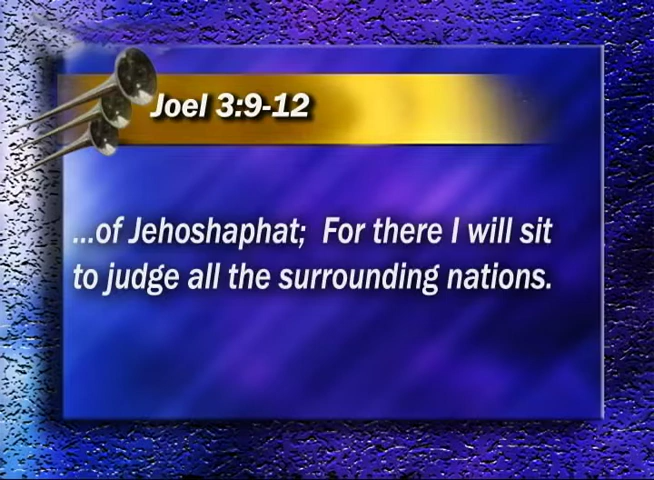 Joel 3:9-12
...of Jehoshaphat;  For there I will sit
to judge all the surrounding nations.